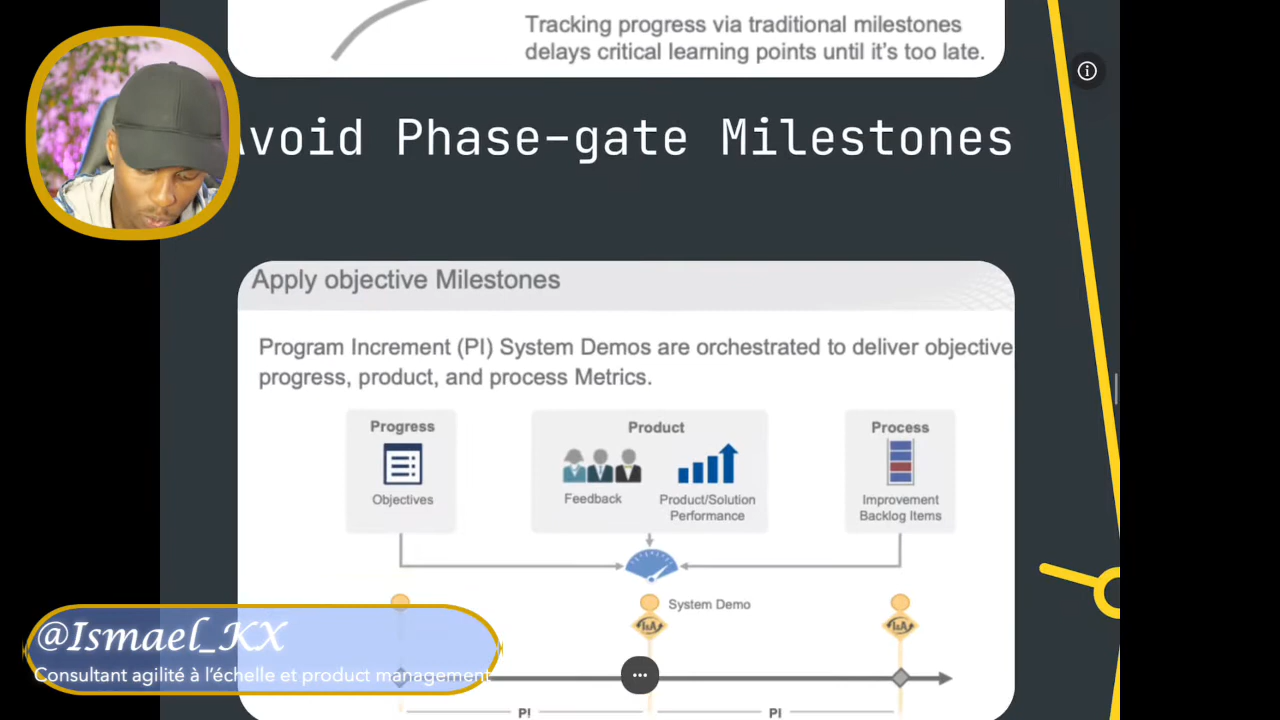 Tracking progress via traditional milestones
delays critical learning points until it's too late.
Avoid Phase-gate Milestones
Apply objective Milestones
Program Increment (PI) System Demos are orchestrated to deliver objective
progress, product, and process Metrics.
Progress
Objectives
Product
Feedback
Product/Solution
Performance
Process
Improvement
Backlog Items
System Demo
I&A
I&A
@Ismael_KX
Consultant agilité à l'échelle et product management
PI
PI